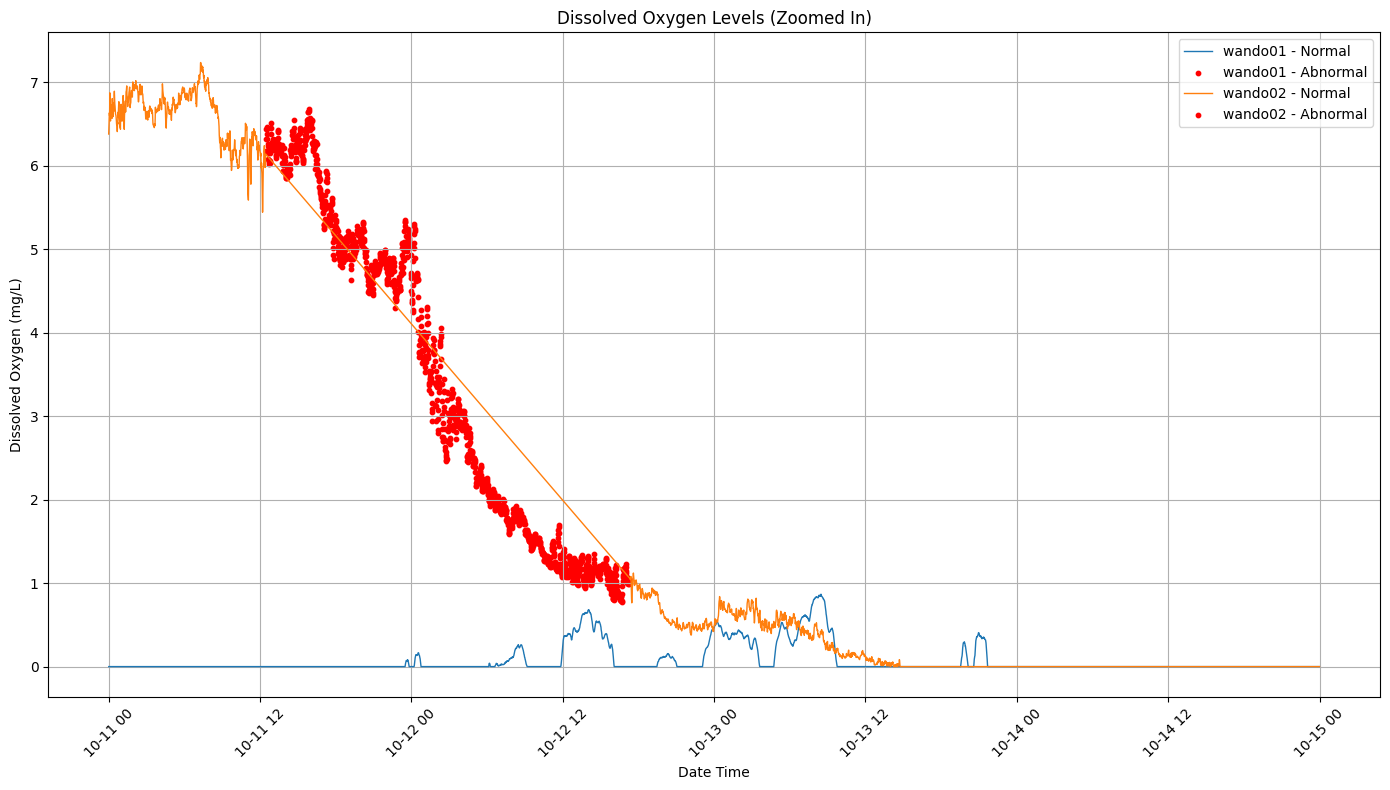 Dissolved Oxygen Levels (Zoomed In)
wando01 - Normal
wando01 - Abnormal
wando02 - Normal
wando02 - Abnormal
7
6
5
4
3
2
1
0
Dissolved Oxygen (mg/L)
10-11 00
10-11 12
10-12 00
10-12 12
10-13 00
10-13 12
10-14 00
10-14 12
10-15 00
Date Time